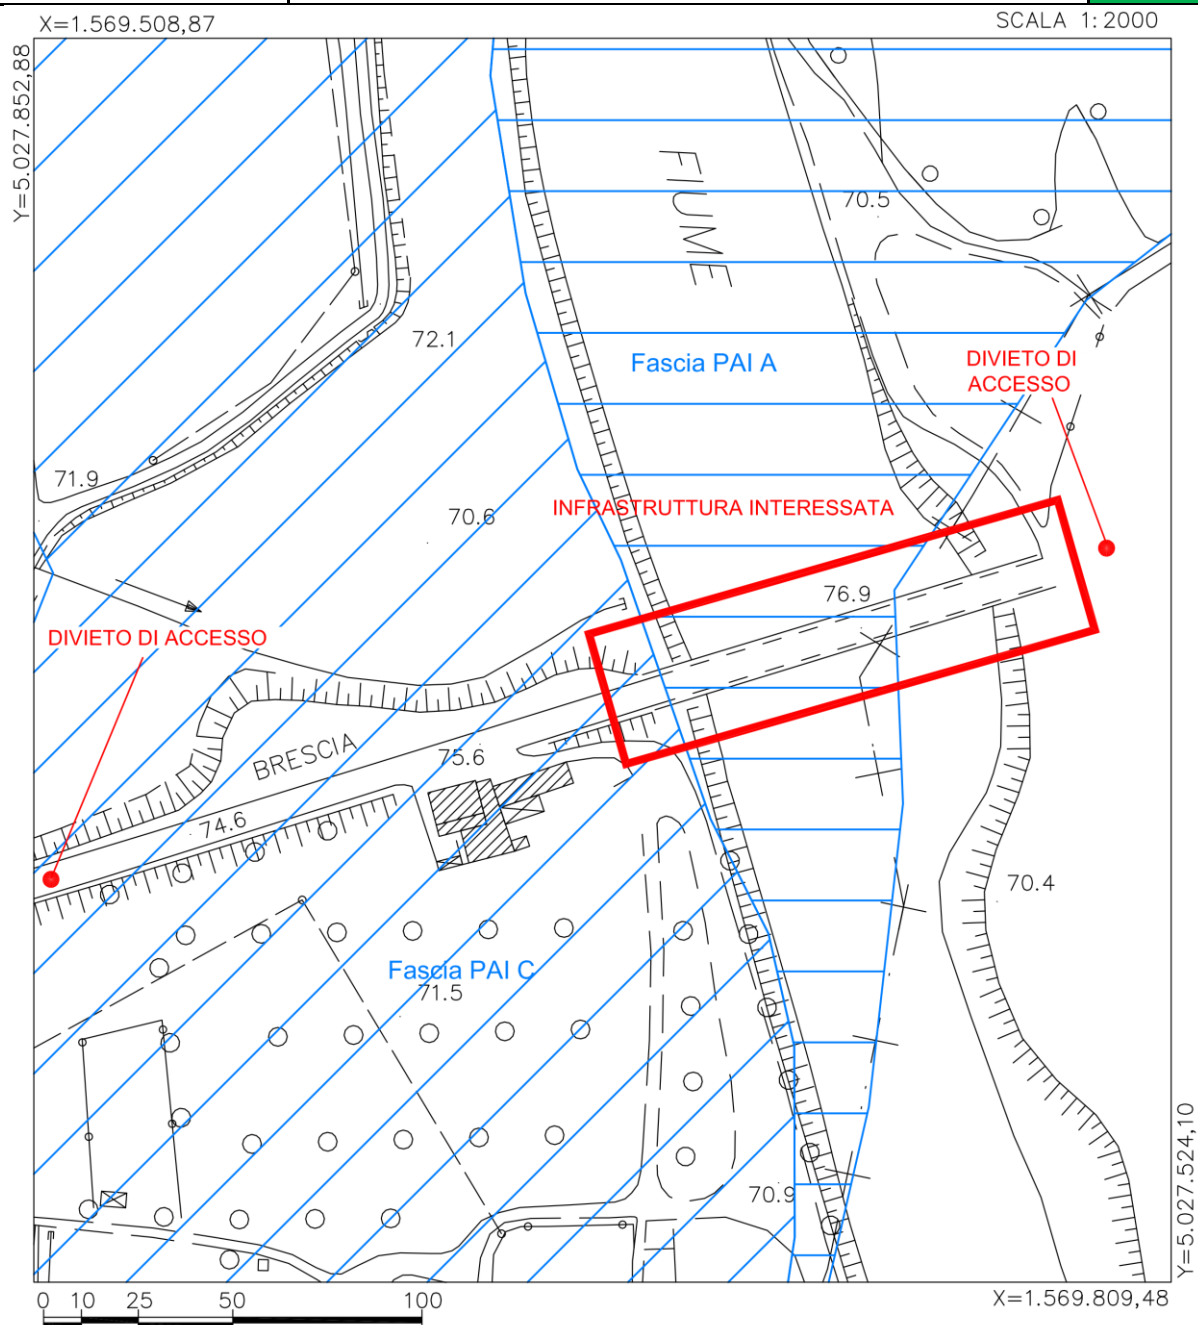 X=1.569.508,87
SCALA 1:2000
Y=5.027.852,88
FIUME
70.5
72.1
Fascia PAI A
DIVIETO DI
ACCESSO
71.9
70.6
INFRASTRUTTURA INTERESSATA
76.9
DIVIETO DI ACCESSO
BRESCIA
75.6
74.6
70.4
Fascia PAI C
71.5
70.9
Y=5.027.524,10
X=1.569.809,48
0 10 25 50 100